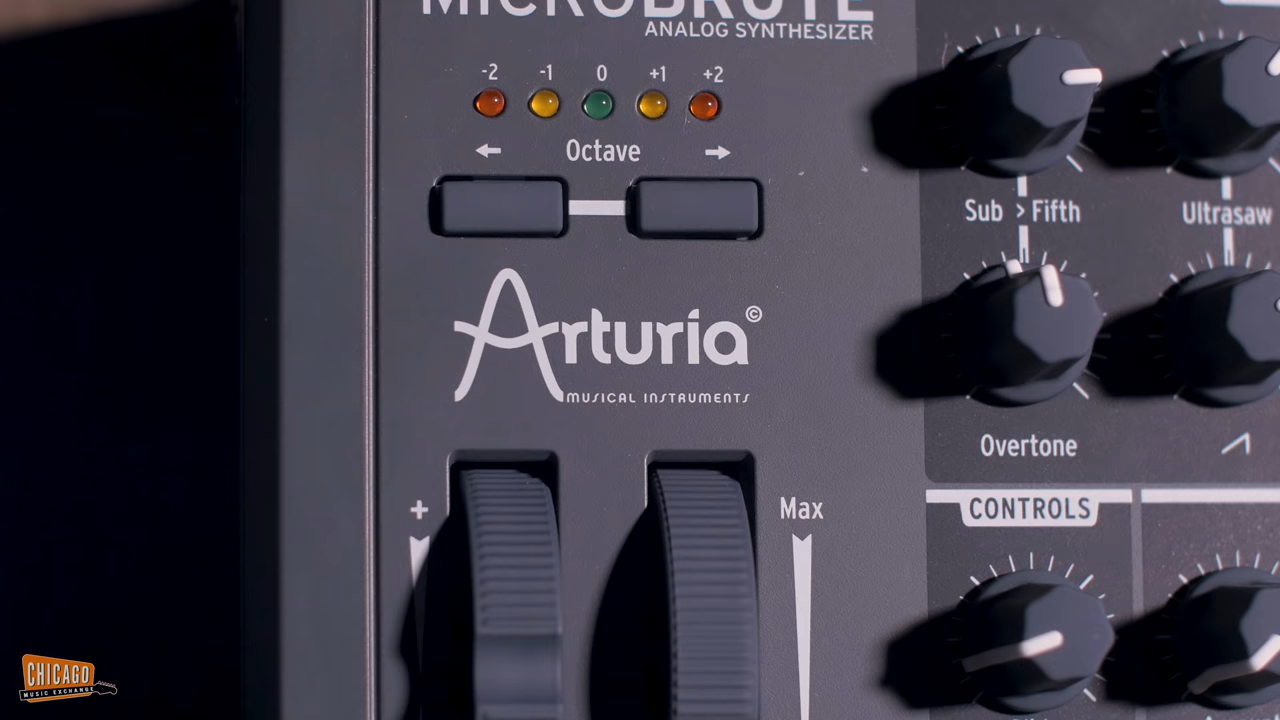 MICROBRUTE
ANALOG SYNTHESIZER
-2 -1 0 +1 +2
← Octave →
Sub > Fifth
Ultrasaw
Arturia©
MUSICAL INSTRUMENTS
Overtone
+
Max
CONTROLS
CHICAGO
MUSIC EXCHANGE